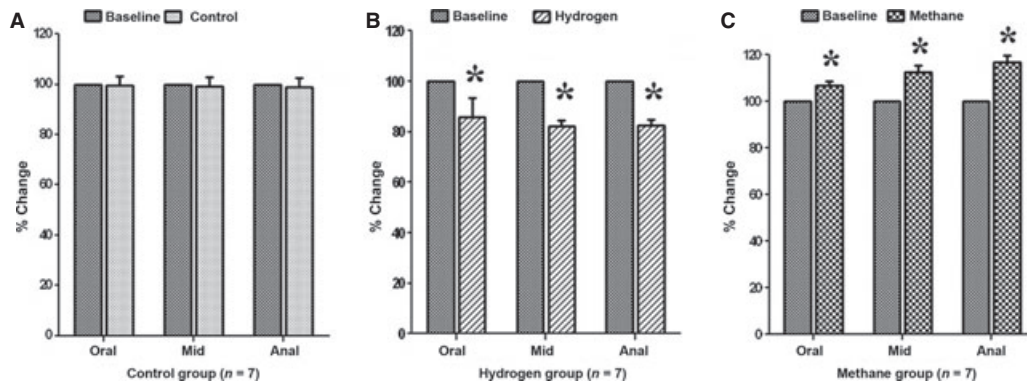 A
Baseline Control
% Change
120
100
80
60
40
20
0
Oral Mid Anal
Control group (n = 7)
B
Baseline Hydrogen
% Change
120
100
80
60
40
20
0
*
*
*
Oral Mid Anal
Hydrogen group (n = 7)
C
Baseline Methane
% Change
120
100
80
60
40
20
0
*
*
*
Oral Mid Anal
Methane group (n = 7)